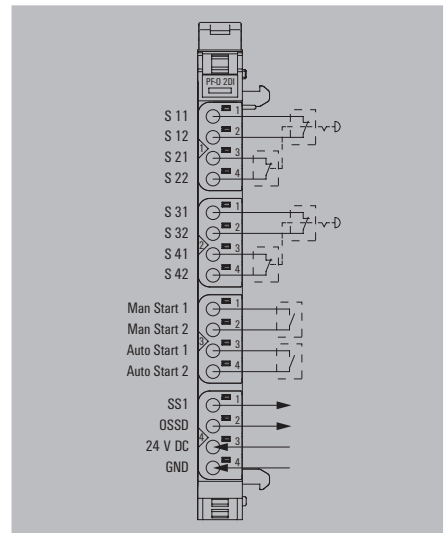 PF-O 2DI
S 11 1
S 12 2
1
S 21 3
S 22 4
S 31 1
S 32 2
2
S 41 3
S 42 4
Man Start 1 1
Man Start 2 2
3
Auto Start 1 3
Auto Start 2 4
SS1 1
OSSD 2
4
24 V DC 3
GND 4